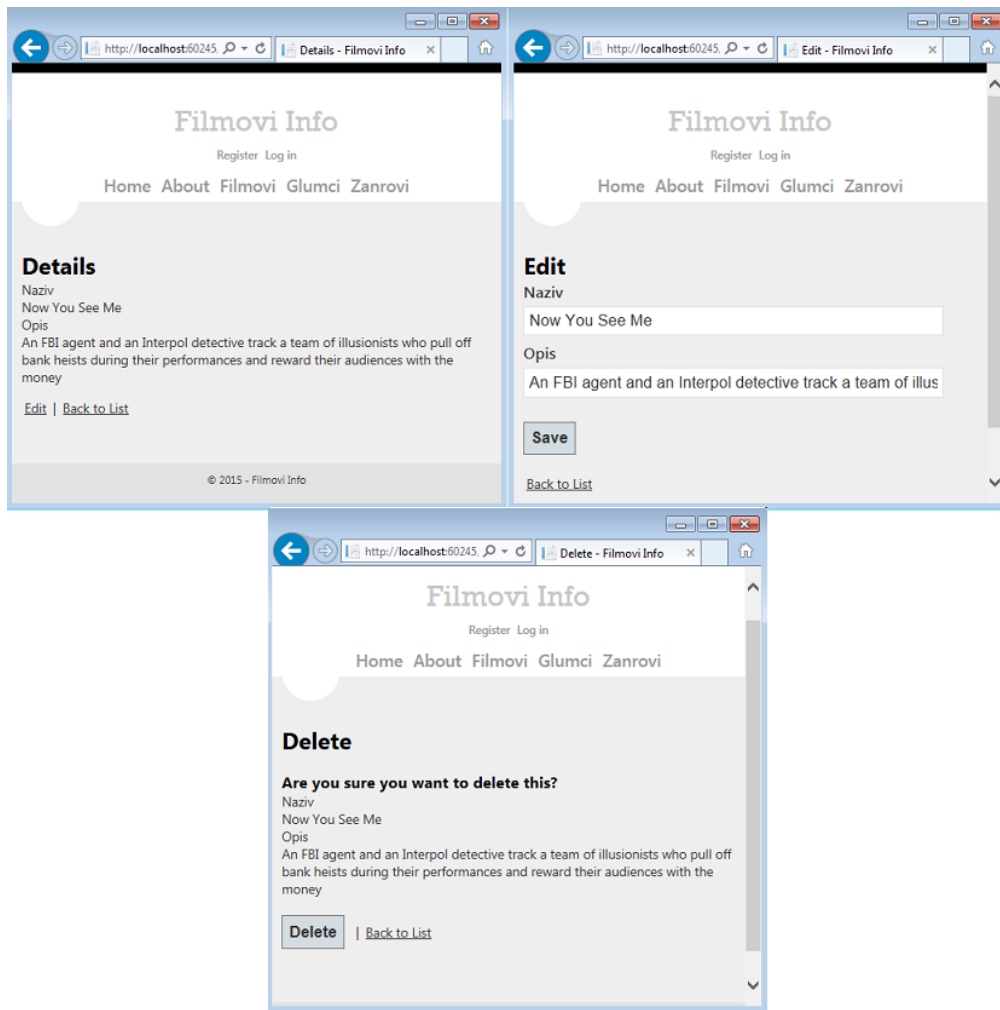 http://localhost:60245,
Details - Filmovi Info
Filmovi Info
Register Log in
Home About Filmovi Glumci Zanrovi
Details
Naziv
Now You See Me
Opis
An FBI agent and an Interpol detective track a team of illusionists who pull off
bank heists during their performances and reward their audiences with the
money
Edit | Back to List
© 2015 - Filmovi Info
http://localhost:60245,
Edit - Filmovi Info
Filmovi Info
Register Log in
Home About Filmovi Glumci Zanrovi
Edit
Naziv
Now You See Me
Opis
An FBI agent and an Interpol detective track a team of illus
Save
Back to List
http://localhost:60245,
Delete - Filmovi Info
Filmovi Info
Register Log in
Home About Filmovi Glumci Zanrovi
Delete
Are you sure you want to delete this?
Naziv
Now You See Me
Opis
An FBI agent and an Interpol detective track a team of illusionists who pull off
bank heists during their performances and reward their audiences with the
money
Delete | Back to List